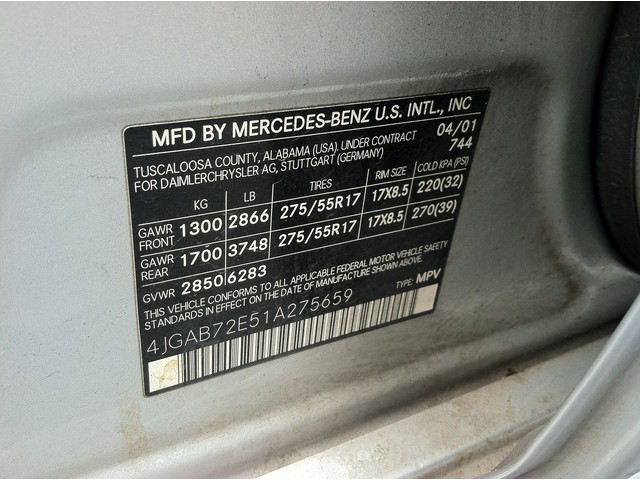 MFD BY MERCEDES-BENZ U.S. INTL., INC
TUSCALOOSA COUNTY, ALABAMA (USA). UNDER CONTRACT 04/01
FOR DAIMLERCHRYSLER AG, STUTTGART (GERMANY) 744
KG LB TIRES RIM SIZE COLD KPA (PSI)
GAWR FRONT 1300 2866 275/55R17 17X8.5 220(32)
GAWR REAR 1700 3748 275/55R17 17X8.5 270(39)
GVWR 2850 6283
THIS VEHICLE CONFORMS TO ALL APPLICABLE FEDERAL MOTOR VEHICLE SAFETY
STANDARDS IN EFFECT ON THE DATE OF MANUFACTURE SHOWN ABOVE.
4JGAB72E51A275659 TYPE: MPV